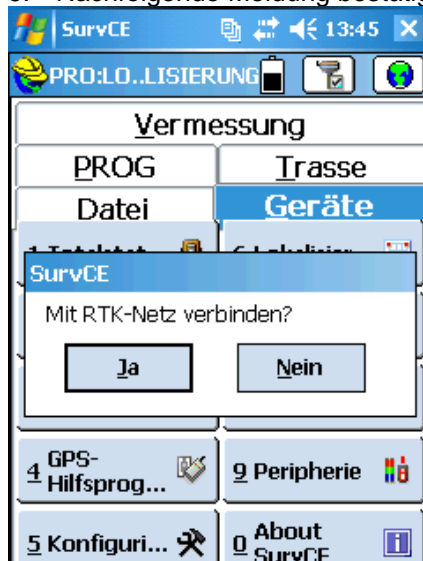 Nachfolgende Meldung bestätig
SurvCE 13:45
PRO:LO..LISIERUNG
Vermessung
PROG Trasse
Datei Geräte
SurvCE
Mit RTK-Netz verbinden?
Ja Nein
4 GPS-Hilfsprog... 9 Peripherie
5 Konfiguri... 0 About SurvCE